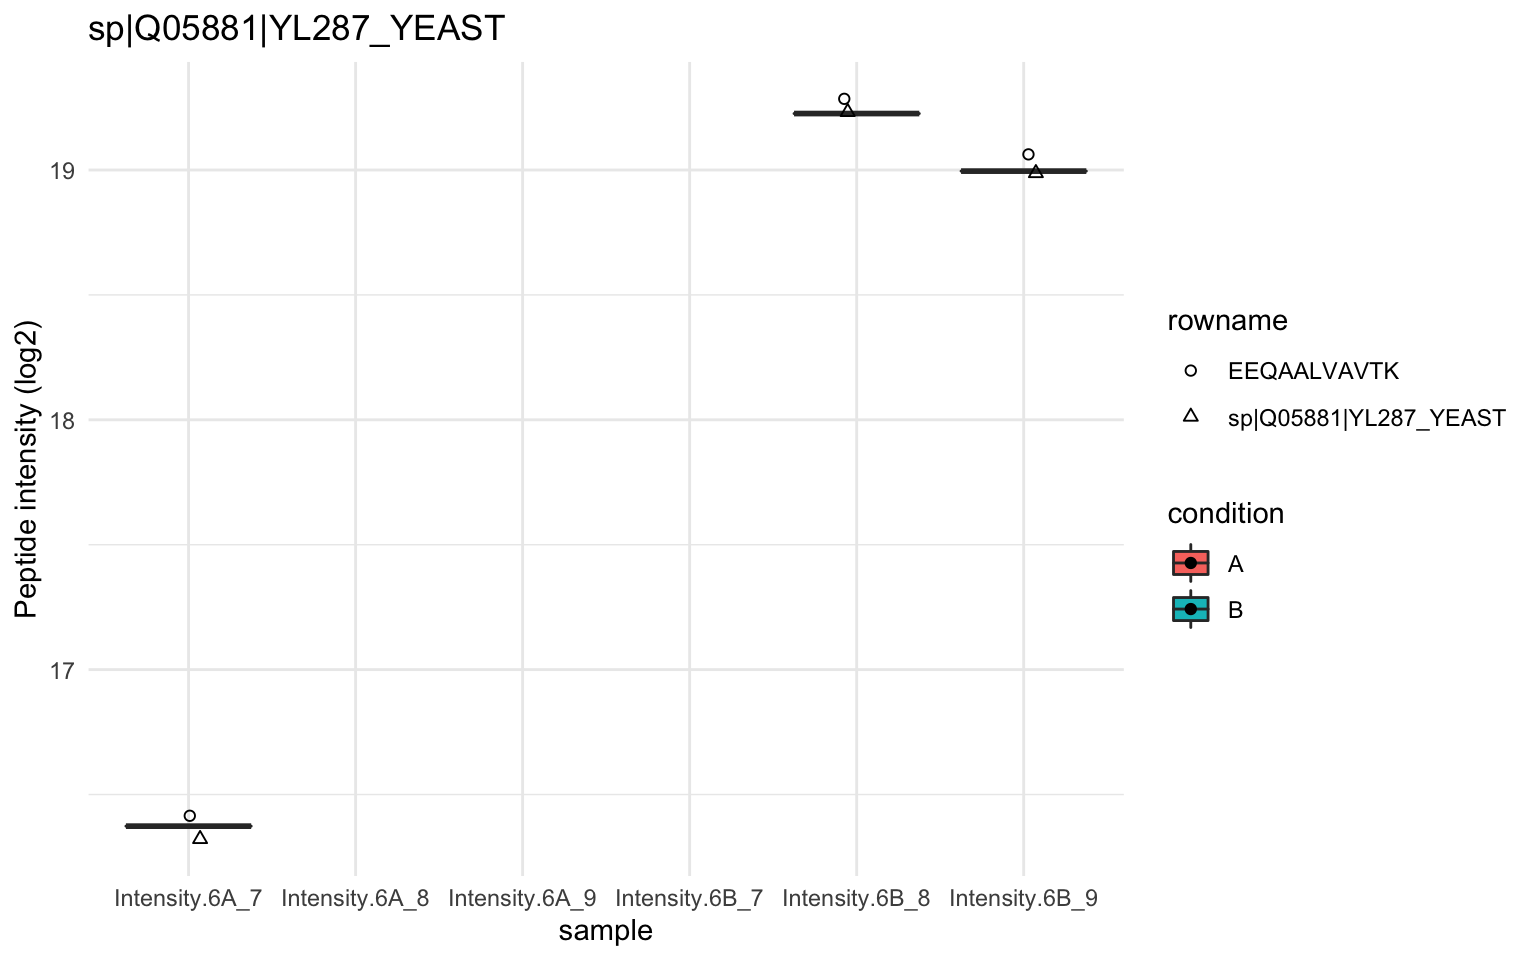 sp|Q05881|YL287_YEAST
Peptide intensity (log2)
19
18
17
Intensity.6A_7 Intensity.6A_8 Intensity.6A_9 Intensity.6B_7 Intensity.6B_8 Intensity.6B_9
sample
rowname
EEQAALVAVTK
sp|Q05881|YL287_YEAST
condition
A
B